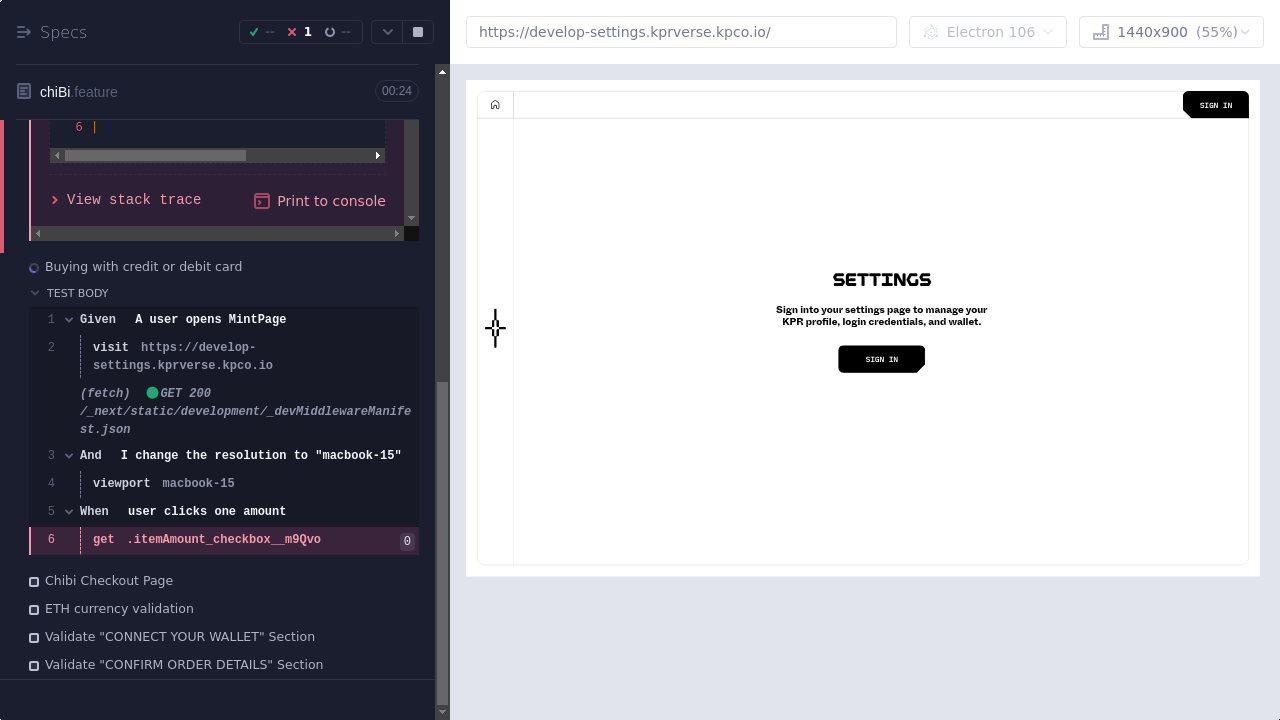 Specs
-- 1 --
https://develop-settings.kprverse.kpco.io/
Electron 106
1440x900 (55%)
chiBi.feature
00:24
6
View stack trace
Print to console
Buying with credit or debit card
TEST BODY
1 Given A user opens MintPage
2 visit https://develop-
settings.kprverse.kpco.io
(fetch) GET 200
/_next/static/development/_devMiddlewareManife
st.json
3 And I change the resolution to "macbook-15"
4 viewport macbook-15
5 When user clicks one amount
6 get .itemAmount_checkbox__m9Qvo 0
Chibi Checkout Page
ETH currency validation
Validate "CONNECT YOUR WALLET" Section
Validate "CONFIRM ORDER DETAILS" Section
SIGN IN
SETTINGS
Sign into your settings page to manage your
KPR profile, login credentials, and wallet.
SIGN IN